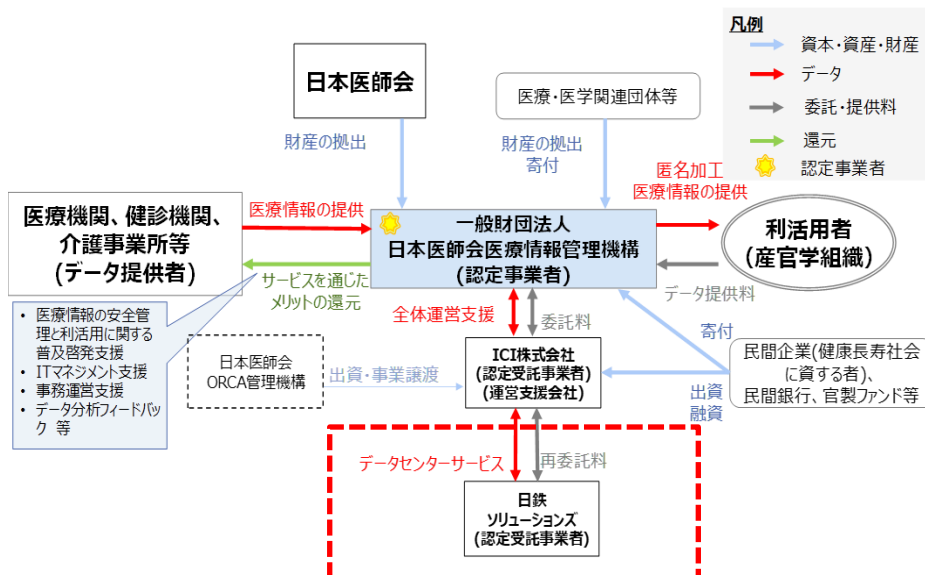 凡例
資本・資産・財産
データ
委託・提供料
還元
認定事業者
日本医師会
医療・医学関連団体等
財産の拠出
財産の拠出
寄付
匿名加工
医療情報の提供
医療機関、健診機関、
介護事業所等
(データ提供者)
医療情報の提供
一般財団法人
日本医師会医療情報管理機構
(認定事業者)
利活用者
(産官学組織)
サービスを通じた
メリットの還元
データ提供料
全体運営支援
委託料
寄付
• 医療情報の安全管
理と利活用に関する
普及啓発支援
• ITマネジメント支援
• 事務運営支援
• データ分析フィードバッ
ク 等
日本医師会
ORCA管理機構
出資・事業譲渡
ICI株式会社
(認定受託事業者)
(運営支援会社)
出資
融資
民間企業(健康長寿社会
に資する者)、
民間銀行、官製ファンド等
データセンターサービス
再委託料
日鉄
ソリューションズ
(認定受託事業者)